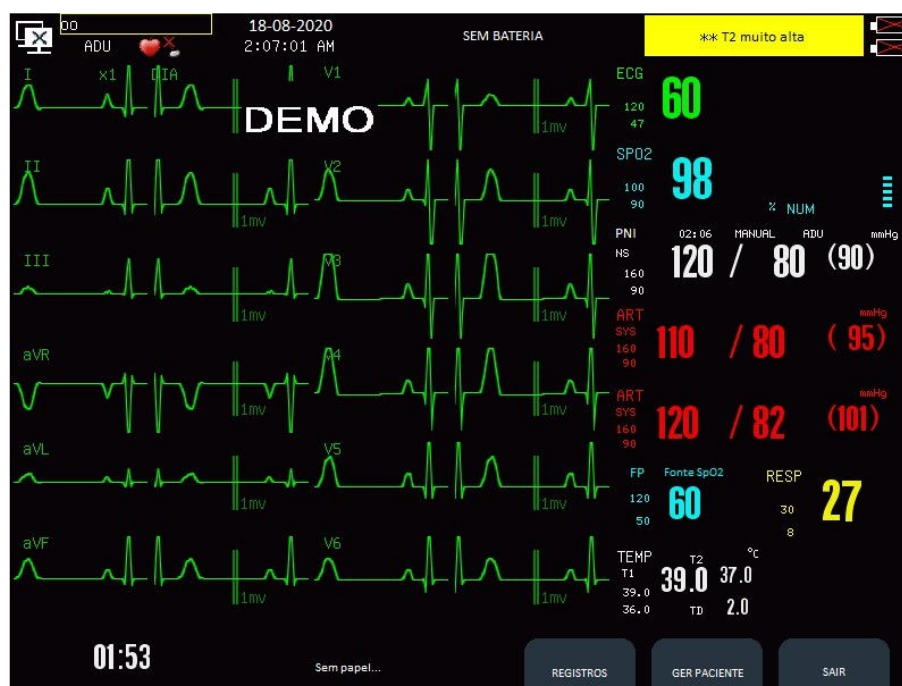 00
ADU
18-08-2020
2:07:01 AM
SEM BATERIA
** T2 muito alta
I x1 DIA V1
DEMO
1mv
II V2
1mv
III V3
1mv 1mv
aVR V4
1mv 1mv
aVL V5
1mv 1mv
aVF V6
1mv 1mv
ECG
120
47
60
SPO2
100
90
98
% NUM
PNI 02:06 MANUAL ADU mmHg
NS
160
90
120 / 80 (90)
ART mmHg
SYS
160
90
110 / 80 (95)
ART mmHg
SYS
160
90
120 / 82 (101)
FP Fonte SpO2
120
50
60
RESP
30
8
27
TEMP T2 °C
T1
39.0
36.0
39.0 37.0
TD 2.0
01:53
Sem papel...
REGISTROS
GER PACIENTE
SAIR